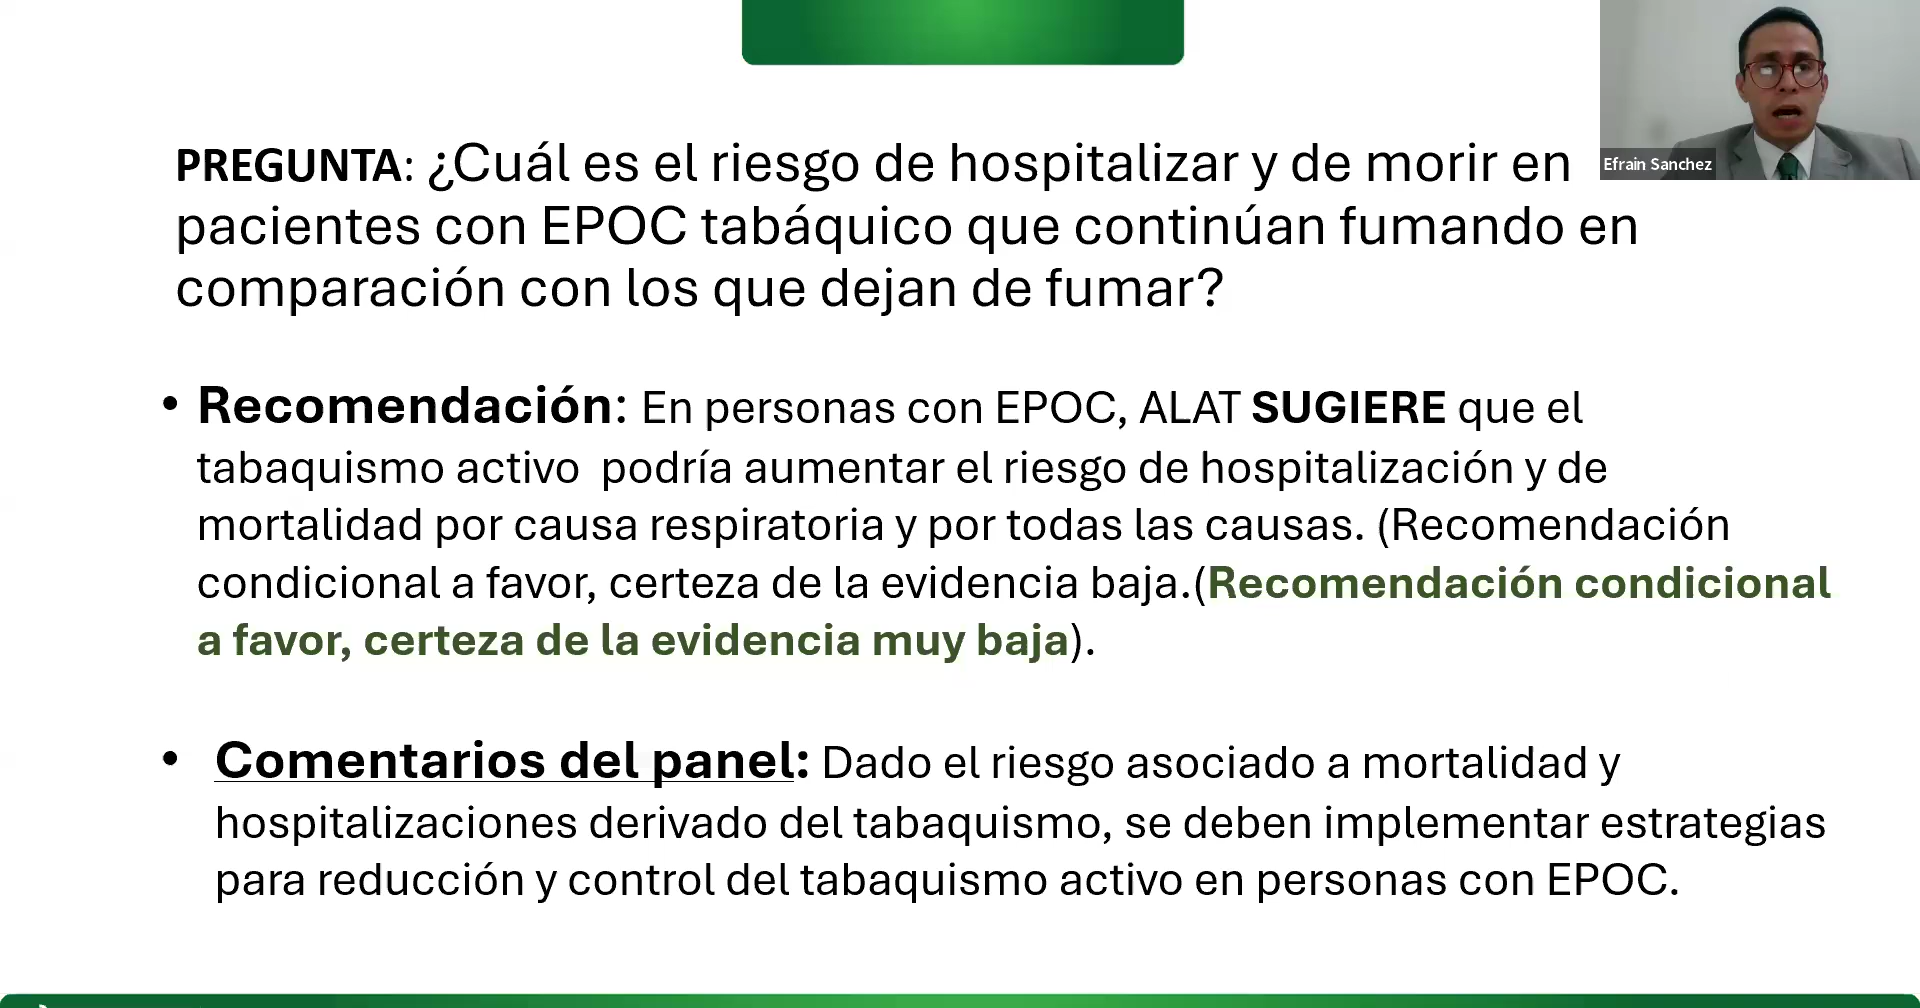 PREGUNTA: ¿Cuál es el riesgo de hospitalizar y de morir en
pacientes con EPOC tabáquico que continúan fumando en
comparación con los que dejan de fumar?
Efrain Sanchez
• Recomendación: En personas con EPOC, ALAT SUGIERE que el
tabaquismo activo podría aumentar el riesgo de hospitalización y de
mortalidad por causa respiratoria y por todas las causas. (Recomendación
condicional a favor, certeza de la evidencia baja.(Recomendación condicional
a favor, certeza de la evidencia muy baja).
• Comentarios del panel: Dado el riesgo asociado a mortalidad y
hospitalizaciones derivado del tabaquismo, se deben implementar estrategias
para reducción y control del tabaquismo activo en personas con EPOC.